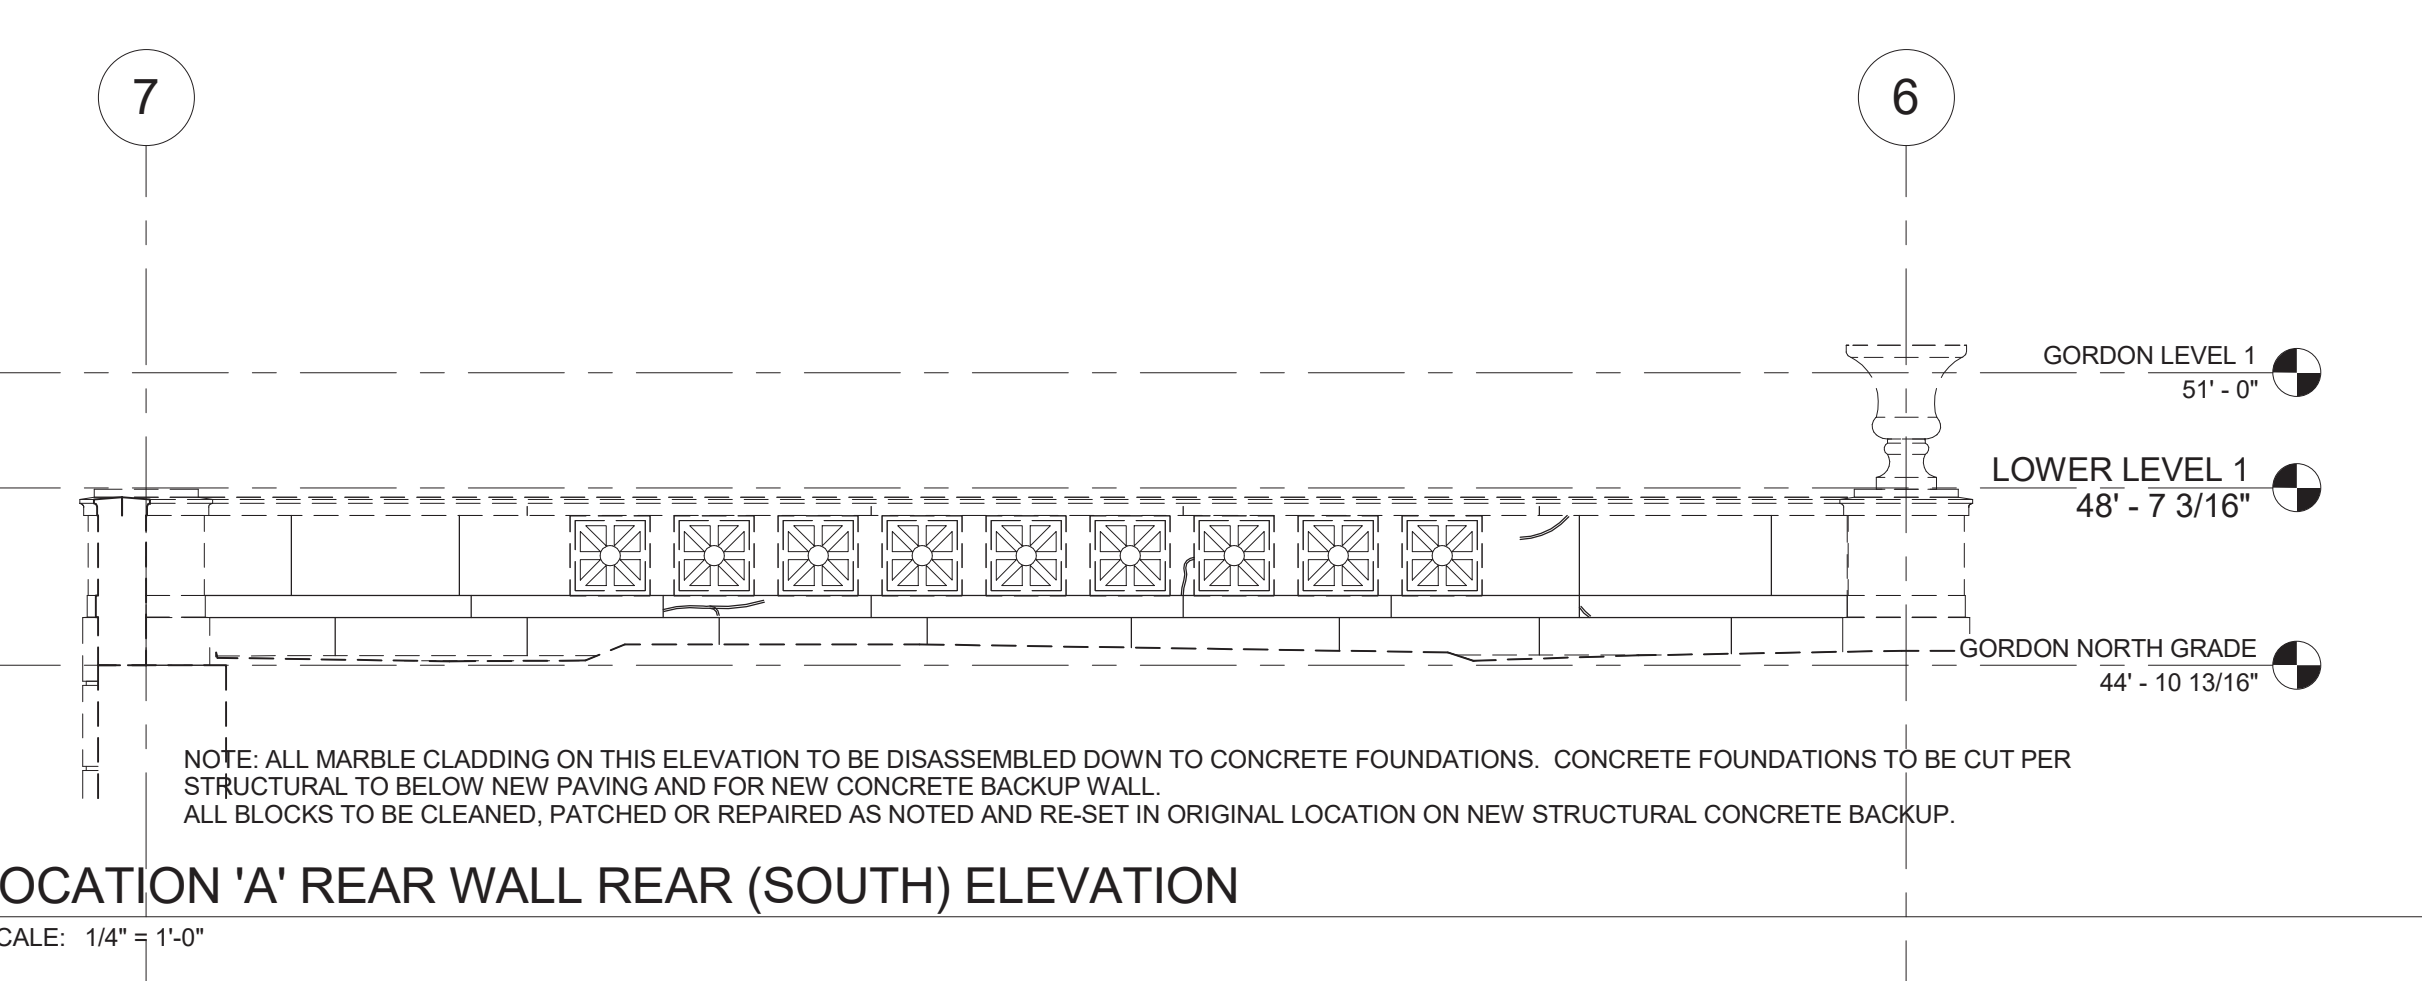 7
6
GORDON LEVEL 1
51' - 0"
LOWER LEVEL 1
48' - 7 3/16"
GORDON NORTH GRADE
44' - 10 13/16"
NOTE: ALL MARBLE CLADDING ON THIS ELEVATION TO BE DISASSEMBLED DOWN TO CONCRETE FOUNDATIONS.  CONCRETE FOUNDATIONS TO BE CUT PER
STRUCTURAL TO BELOW NEW PAVING AND FOR NEW CONCRETE BACKUP WALL.
ALL BLOCKS TO BE CLEANED, PATCHED OR REPAIRED AS NOTED AND RE-SET IN ORIGINAL LOCATION ON NEW STRUCTURAL CONCRETE BACKUP.
OCATION 'A' REAR WALL REAR (SOUTH) ELEVATION
CALE:   1/4" = 1'-0"